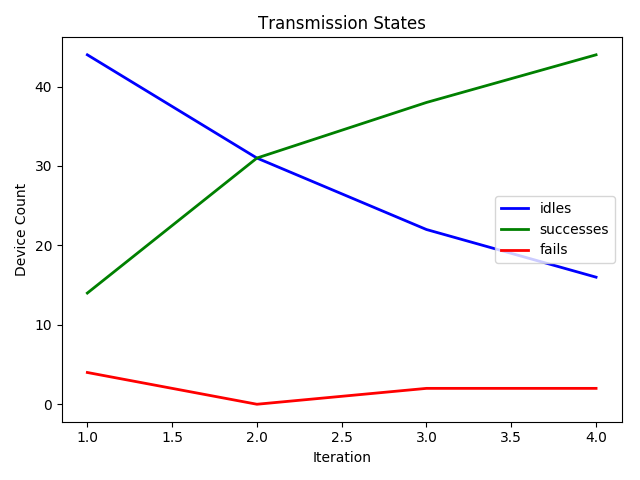 Transmission States
Device Count
40
30
20
10
0
idles
successes
fails
1.0 1.5 2.0 2.5 3.0 3.5 4.0
Iteration